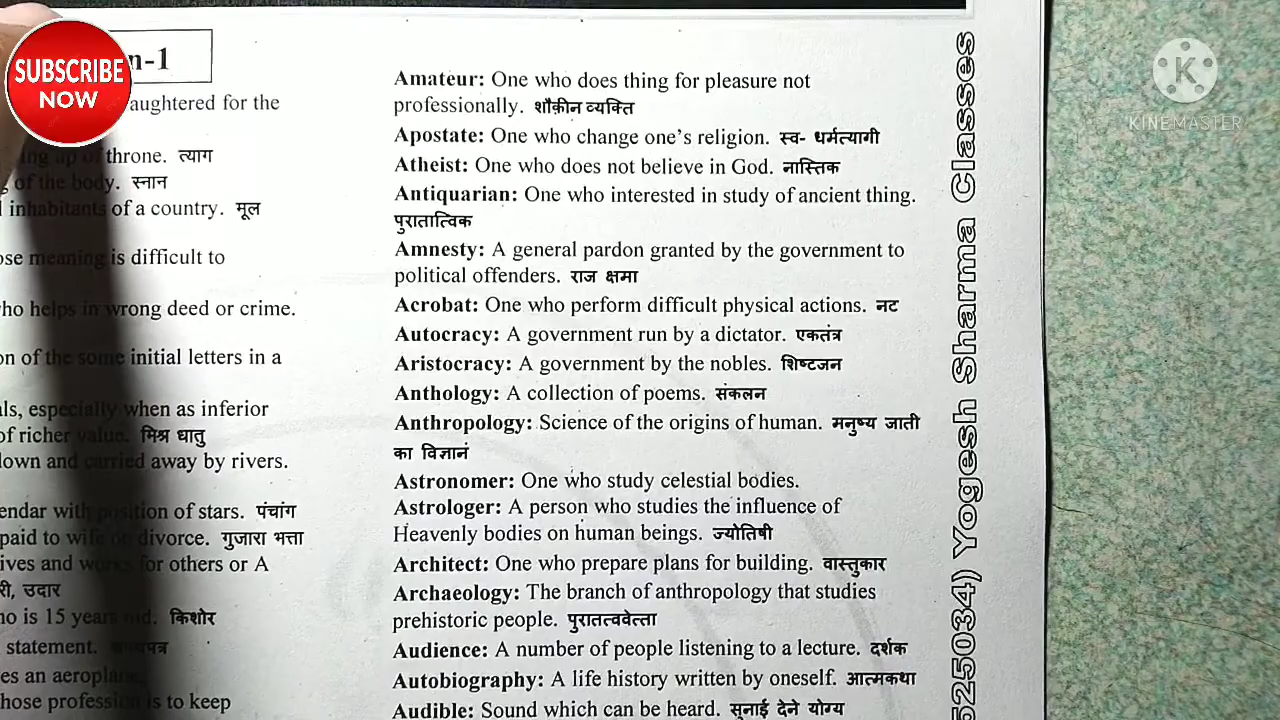 SUBSCRIBE
NOW
n-1
aughtered for the
ing up of throne. त्याग
of the body. स्नान
inhabitants of a country. मूल
ose meaning is difficult to
ho helps in wrong deed or crime.
on of the some initial letters in a
als, especially when as inferior
of richer value. मिश्र धातु
down and carried away by rivers.
endar with position of stars. पंचांग
paid to wife on divorce. गुजारा भत्ता
ives and works for others or A
री, उदार
no is 15 years old. किशोर
statement.
es an aeroplane.
hose profession is to keep
Amateur: One who does thing for pleasure not
professionally. शौक़ीन व्यक्ति
Apostate: One who change one's religion. स्व- धर्मत्यागी
Atheist: One who does not believe in God. नास्तिक
Antiquarian: One who interested in study of ancient thing.
पुरातात्विक
Amnesty: A general pardon granted by the government to
political offenders. राज क्षमा
Acrobat: One who perform difficult physical actions. नट
Autocracy: A government run by a dictator. एकतंत्र
Aristocracy: A government by the nobles. शिष्टजन
Anthology: A collection of poems. संकलन
Anthropology: Science of the origins of human. मनुष्य जाती
का विज्ञानं
Astronomer: One who study celestial bodies.
Astrologer: A person who studies the influence of
Heavenly bodies on human beings. ज्योतिषी
Architect: One who prepare plans for building. वास्तुकार
Archaeology: The branch of anthropology that studies
prehistoric people. पुरातत्ववेत्ता
Audience: A number of people listening to a lecture. दर्शक
Autobiography: A life history written by oneself. आत्मकथा
Audible: Sound which can be heard. सुनाई देने योग्य
525034) Yogesh Sharma Classes
K
KINEMASTER